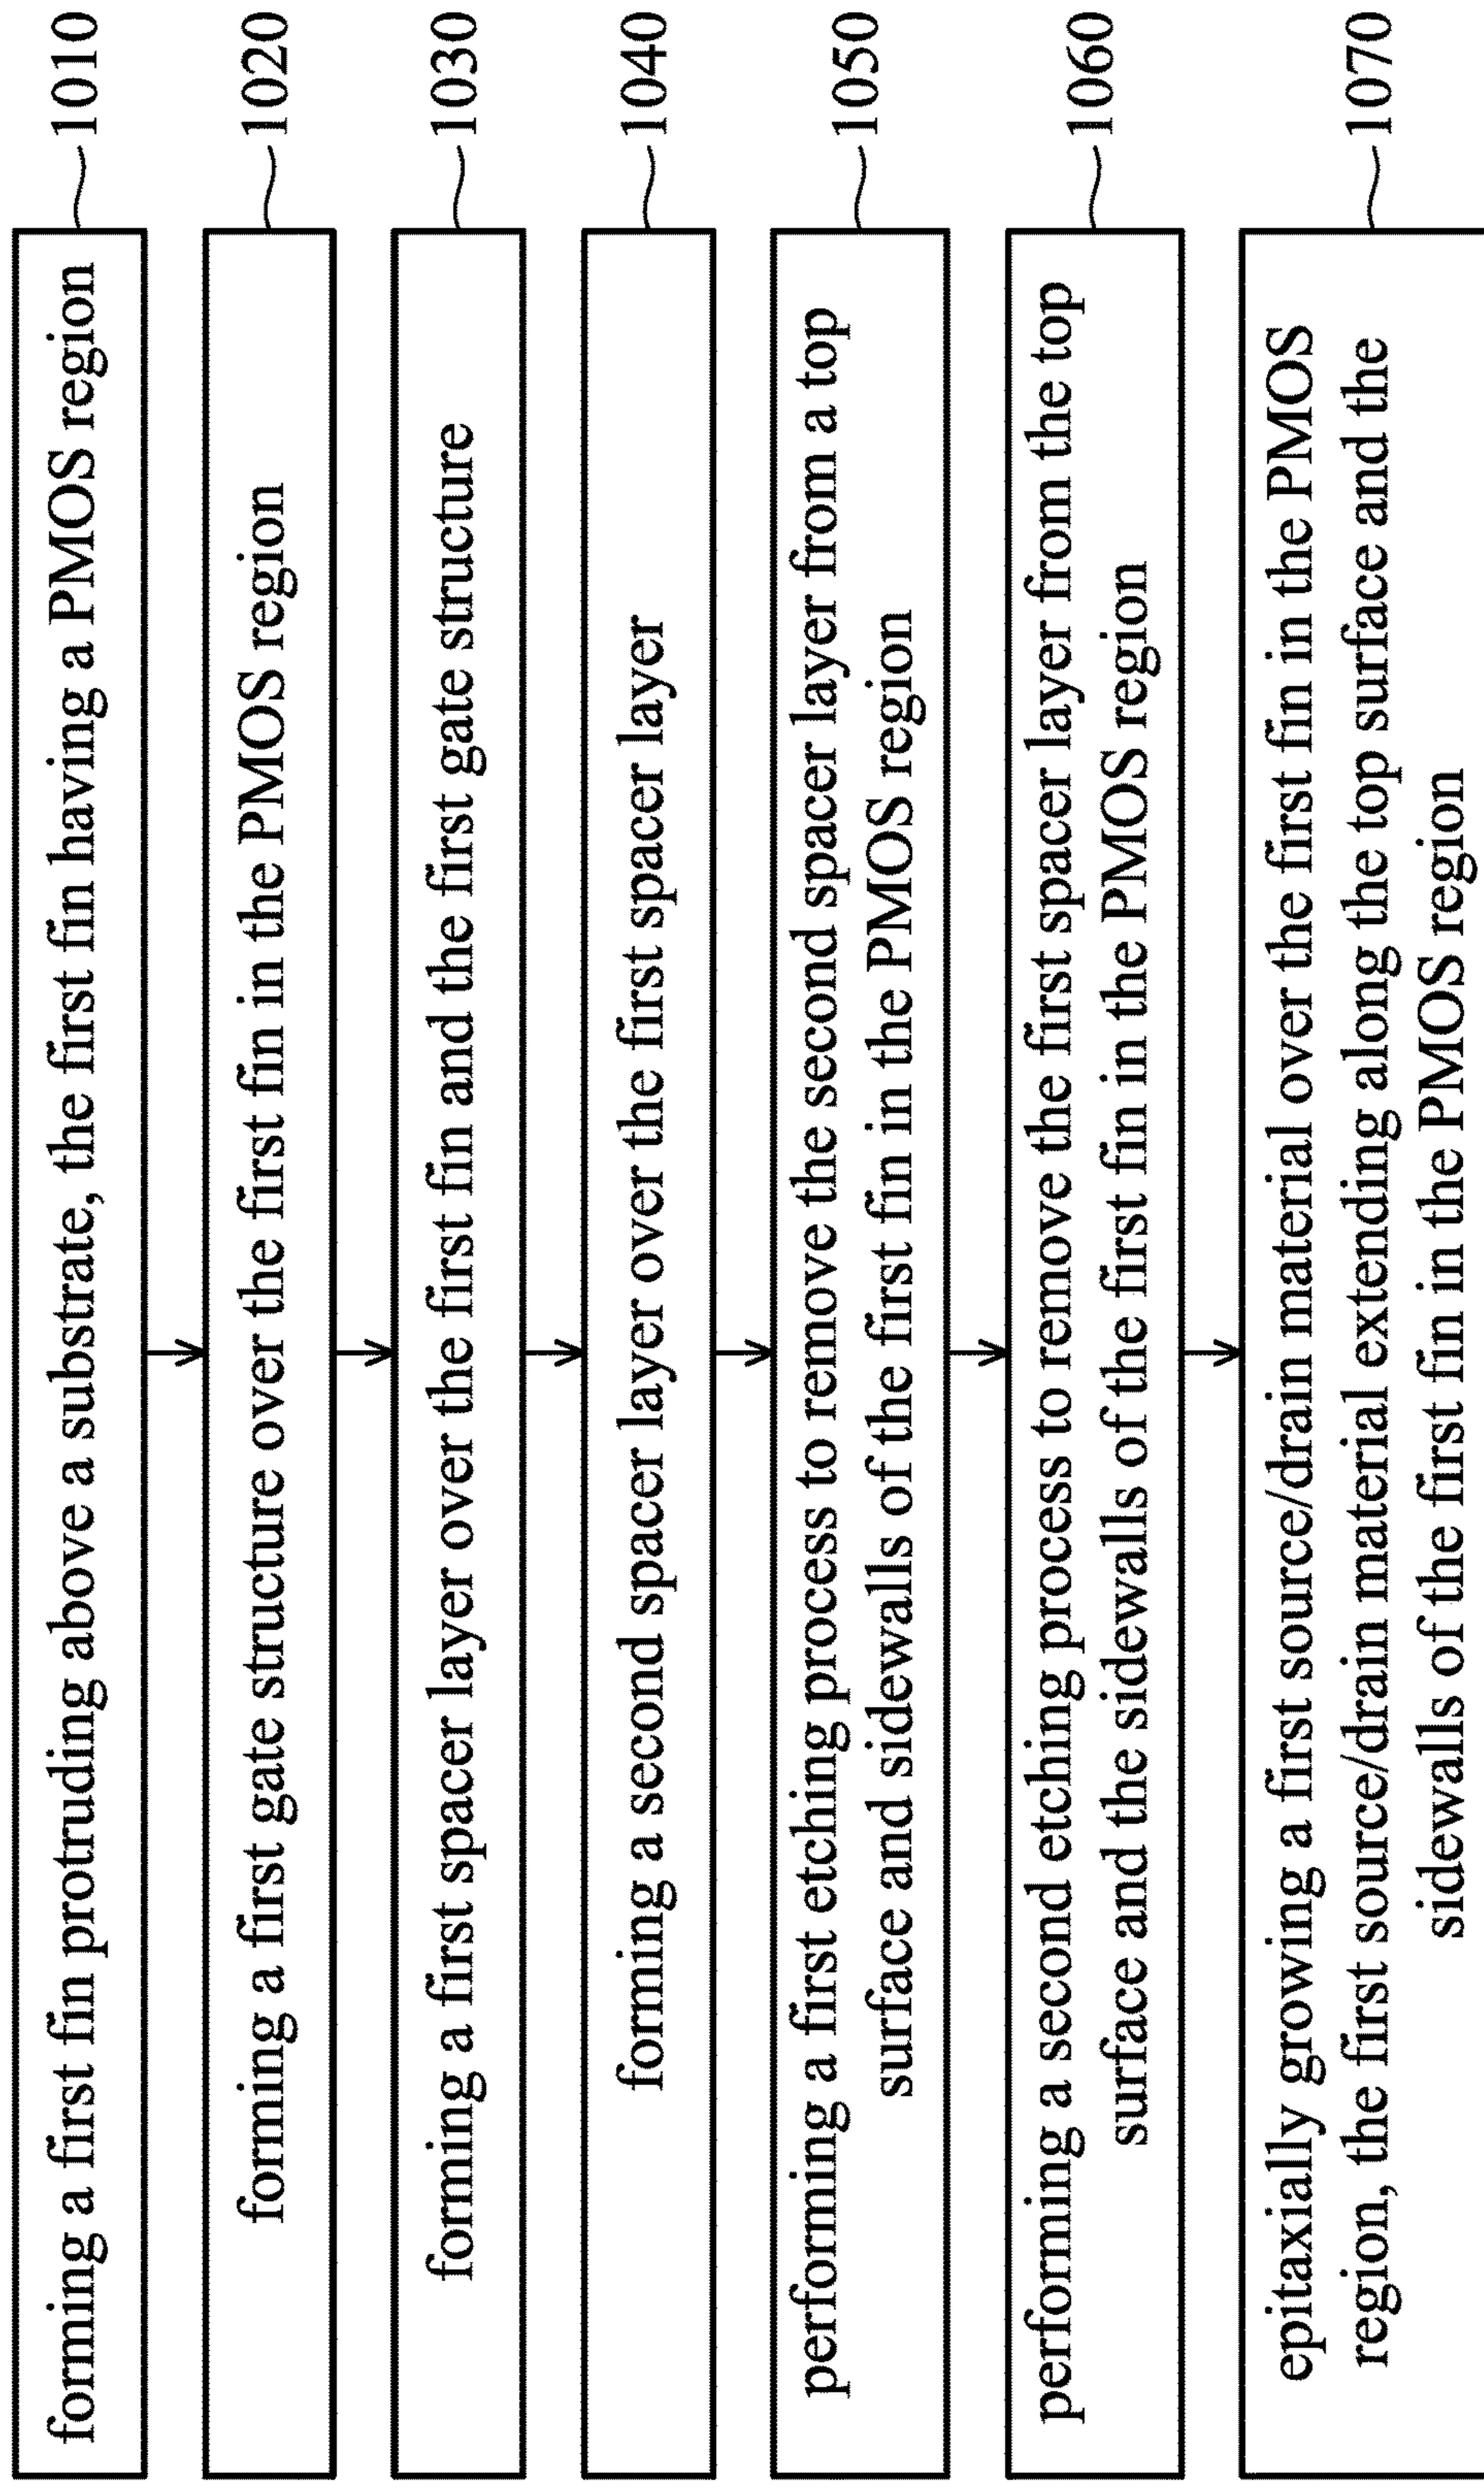 forming a first fin protruding above a substrate, the first fin having a PMOS region
1010
forming a first gate structure over the first fin in the PMOS region
1020
forming a first spacer layer over the first fin and the first gate structure
1030
forming a second spacer layer over the first spacer layer
1040
performing a first etching process to remove the second spacer layer from a top
surface and sidewalls of the first fin in the PMOS region
1050
performing a second etching process to remove the first spacer layer from the top
surface and the sidewalls of the first fin in the PMOS region
1060
epitaxially growing a first source/drain material over the first fin in the PMOS
region, the first source/drain material extending along the top surface and the
sidewalls of the first fin in the PMOS region
1070